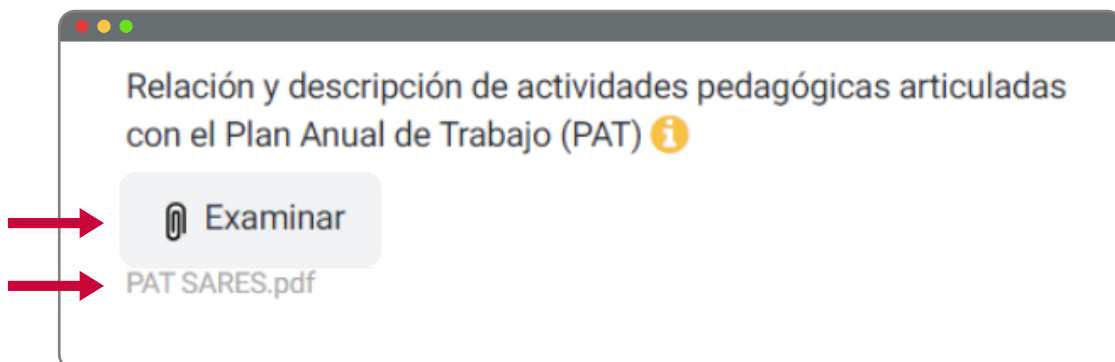 Relación y descripción de actividades pedagógicas articuladas
con el Plan Anual de Trabajo (PAT)
Examinar
PAT SARES.pdf